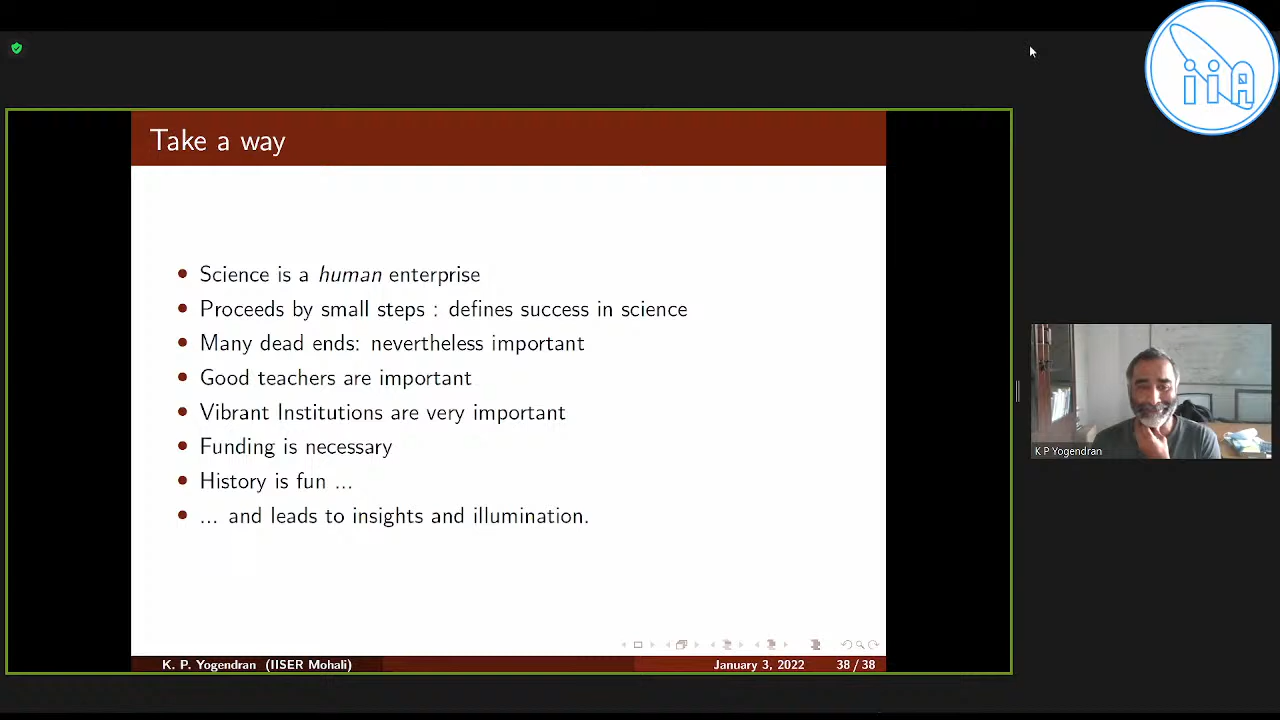 iiA
Take a way
Science is a human enterprise
Proceeds by small steps : defines success in science
Many dead ends: nevertheless important
Good teachers are important
Vibrant Institutions are very important
Funding is necessary
History is fun ...
... and leads to insights and illumination.
K P Yogendran
K. P. Yogendran (IISER Mohali) January 3, 2022 38 / 38